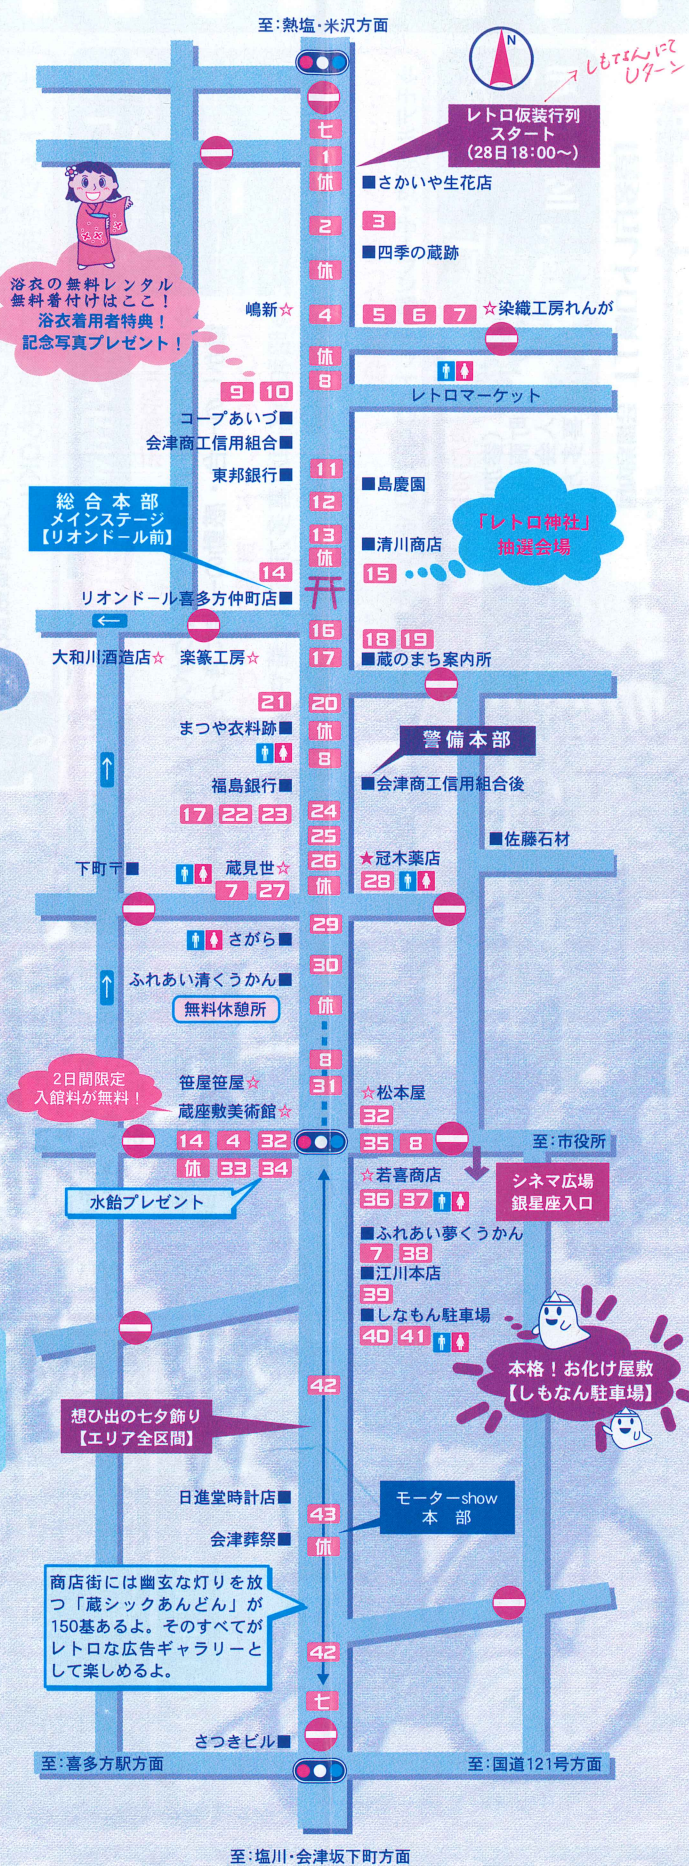 至:熱塩・米沢方面
N
しもなんにて
Uターン
レトロ仮装行列
スタート
(28日18:00〜)
七
1
休
■さかいや生花店
2
3
■四季の蔵跡
休
浴衣の無料レンタル
無料着付けはここ!
浴衣着用者特典!
記念写真プレゼント!
嶋新☆
4
5 6 7 ☆染織工房れんが
休
8
レトロマーケット
9 10
コープあいづ■
会津商工信用組合■
東邦銀行■
11
■島慶園
12
総合本部
メインステージ
【リオンドール前】
「レトロ神社」
抽選会場
13
休
■清川商店
14
15
リオンドール喜多方仲町店■
←
16
18 19
大和川酒造店☆ 楽篆工房☆
17
■蔵のまち案内所
21
20
まつや衣料跡■
休
警備本部
8
↑
福島銀行■
■会津商工信用組合後
17 22 23
24
25
■佐藤石材
26
★冠木薬店
下町〒■
蔵見世☆
7 27
休
28
29
さがら■
30
↑
ふれあい清くうかん■
無料休憩所
休
8
2日間限定
入館料が無料!
笹屋笹屋☆
31
☆松本屋
蔵座敷美術館☆
32
14 4 32
35 8
至:市役所
休 33 34
☆若喜商店
シネマ広場
銀星座入口
水飴プレゼント
36 37
■ふれあい夢くうかん
7 38
■江川本店
39
■しなもん駐車場
40 41
本格!お化け屋敷
【しもなん駐車場】
42
想ひ出の七夕飾り
【エリア全区間】
日進堂時計店■
モーターshow
本部
43
会津葬祭■
休
商店街には幽玄な灯りを放
つ「蔵シックあんどん」が
150基あるよ。そのすべてが
レトロな広告ギャラリーと
して楽しめるよ。
42
七
さつきビル■
至:喜多方駅方面
至:国道121号方面
至:塩川・会津坂下町方面